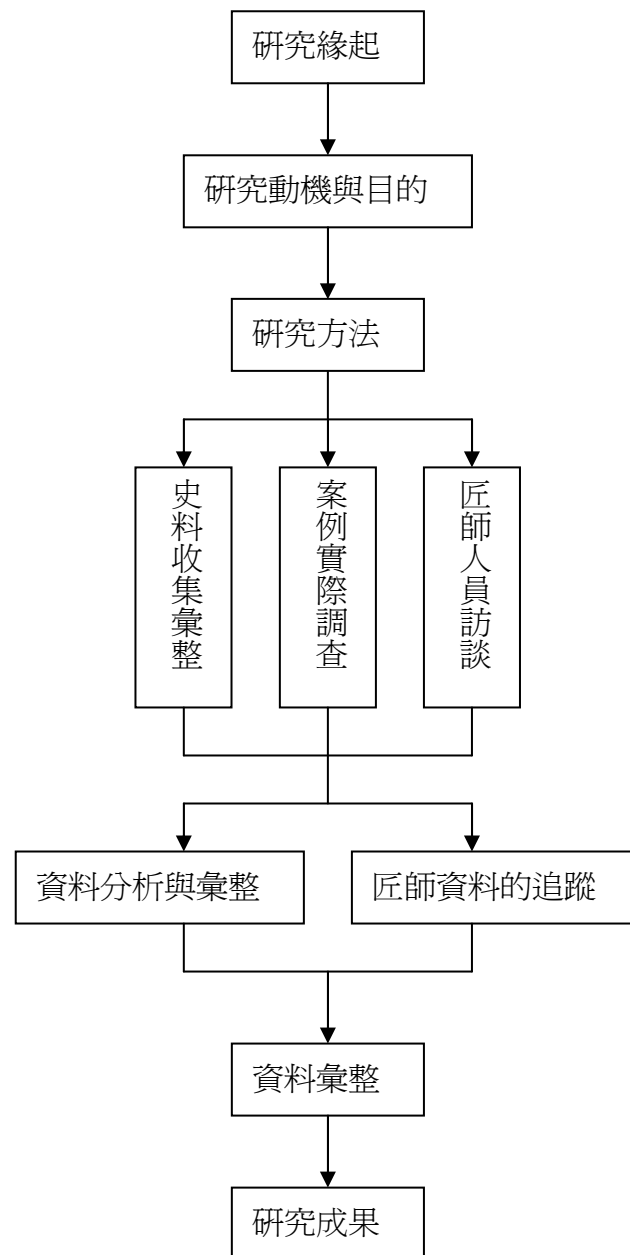 研究緣起
研究動機與目的
研究方法
史料收集彙整
案例實際調查
匠師人員訪談
資料分析與彙整
匠師資料的追蹤
資料彙整
研究成果